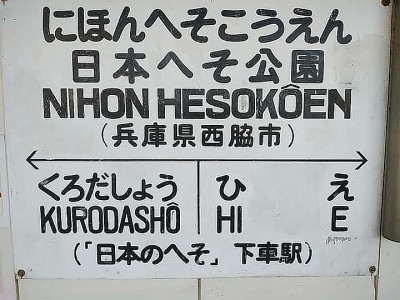 にほんへそこうえん
日本へそ公園
NIHON HESOKÔEN
(兵庫県西脇市)
くろだしょう ひ え
KURODASHÔ HI E
(「日本のへそ」下車駅)